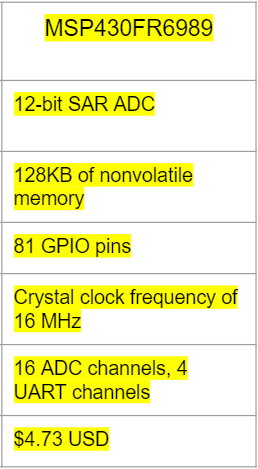 MSP430FR6989
12-bit SAR ADC
128KB of nonvolatile
memory
81 GPIO pins
Crystal clock frequency of
16 MHz
16 ADC channels, 4
UART channels
$4.73 USD